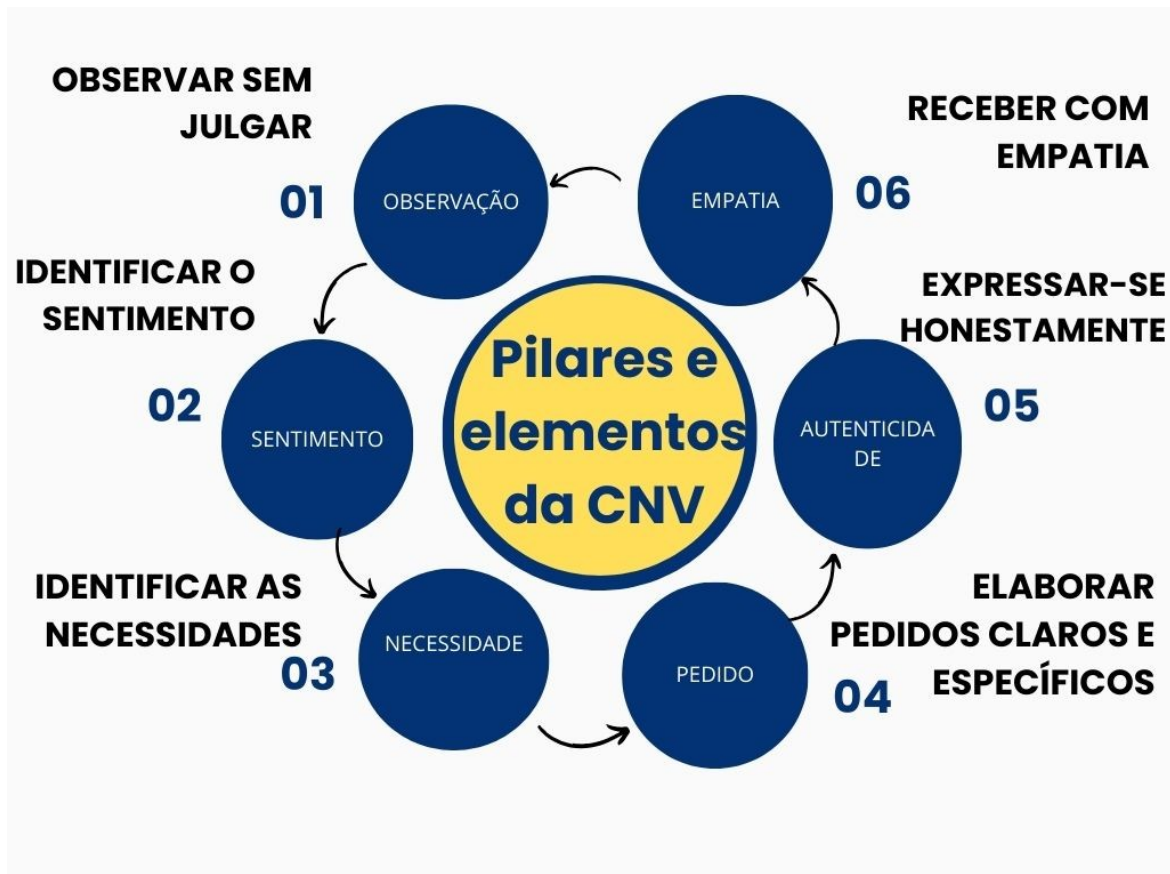 OBSERVAR SEM
JULGAR
01
OBSERVAÇÃO
IDENTIFICAR O
SENTIMENTO
02
SENTIMENTO
IDENTIFICAR AS
NECESSIDADES
03
NECESSIDADE
Pilares e
elementos
da CNV
PEDIDO
04
ELABORAR
PEDIDOS CLAROS E
ESPECÍFICOS
AUTENTICIDA
DE
05
EXPRESSAR-SE
HONESTAMENTE
EMPATIA
06
RECEBER COM
EMPATIA